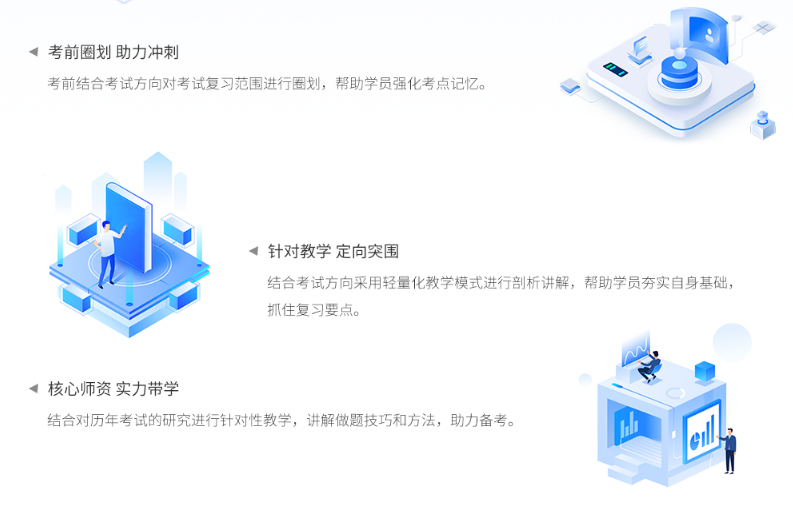 考前圈划 助力冲刺
考前结合考试方向对考试复习范围进行圈划，帮助学员强化考点记忆。
针对教学 定向突围
结合考试方向采用轻量化教学模式进行剖析讲解，帮助学员夯实自身基础，
抓住复习要点。
核心师资 实力带学
结合对历年考试的研究进行针对性教学，讲解做题技巧和方法，助力备考。